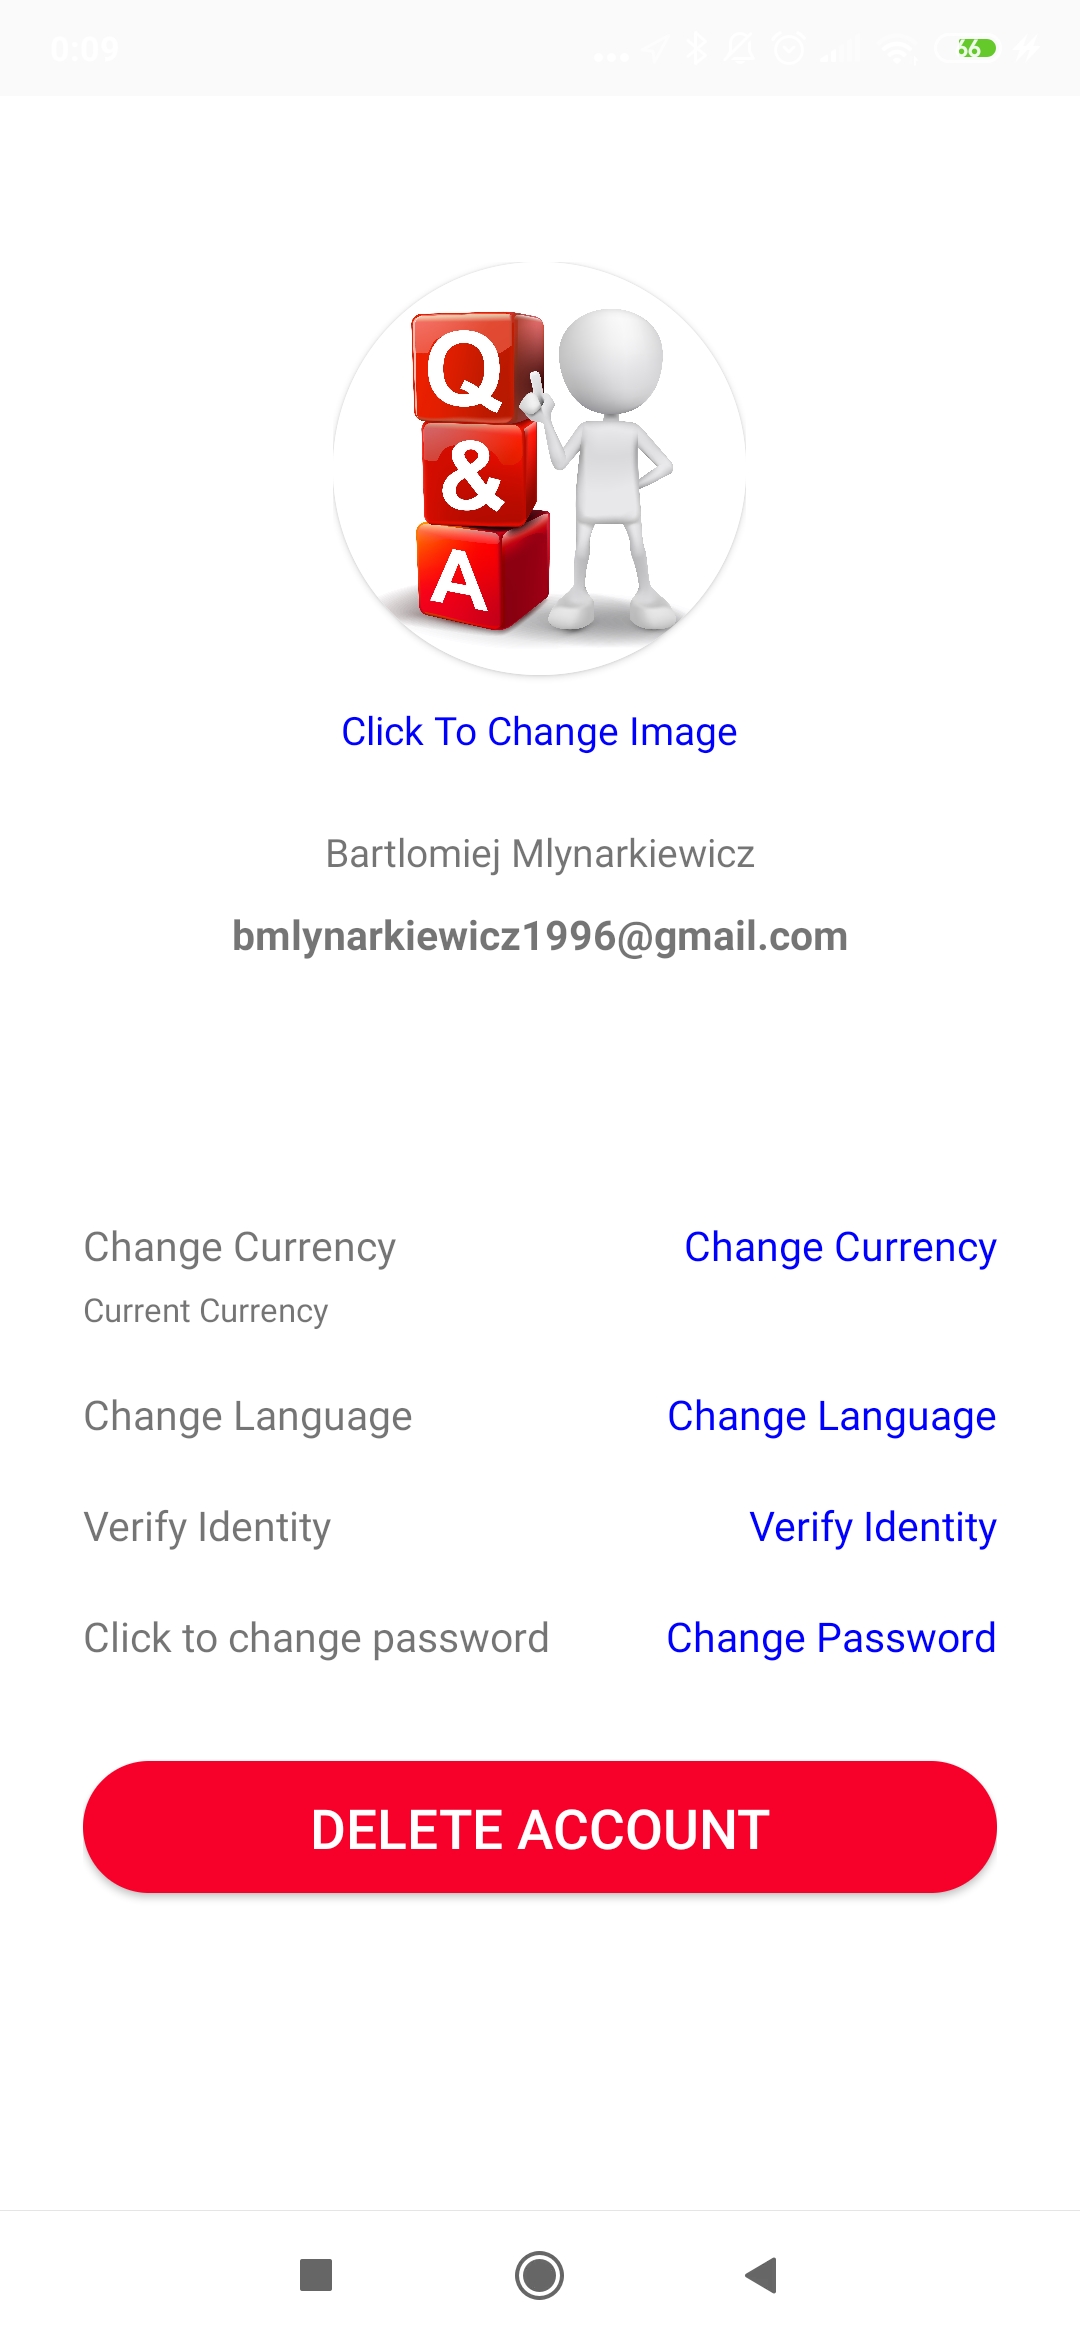 0:09
66
Q
&
A
Click To Change Image
Bartlomiej Mlynarkiewicz
bmlynarkiewicz1996@gmail.com
Change Currency Change Currency
Current Currency
Change Language Change Language
Verify Identity Verify Identity
Click to change password Change Password
DELETE ACCOUNT